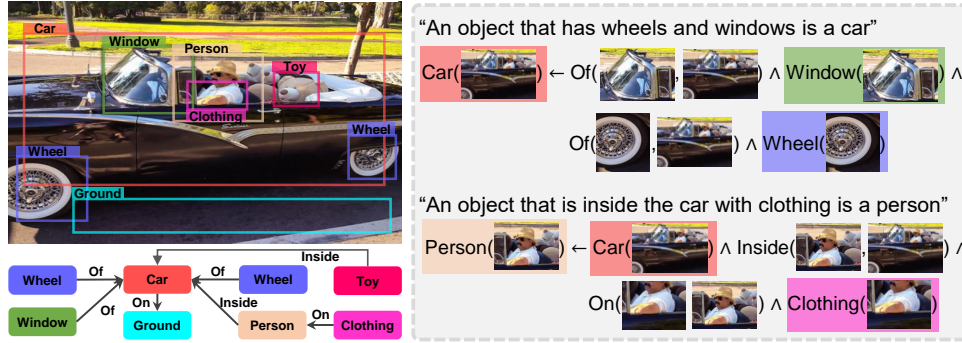 Car
Window
Person
Toy
Clothing
Wheel
Wheel
Ground
Inside
Wheel
Of
Car
Of
Wheel
Toy
Of
On
Inside
Window
Ground
Person
On
Clothing
“An object that has wheels and windows is a car”
Car( ) ← Of( , ) ∧ Window( ) ∧
Of( , ) ∧ Wheel( )
“An object that is inside the car with clothing is a person”
Person( ) ← Car( ) ∧ Inside( , ) ∧
On( ) ∧ Clothing( )